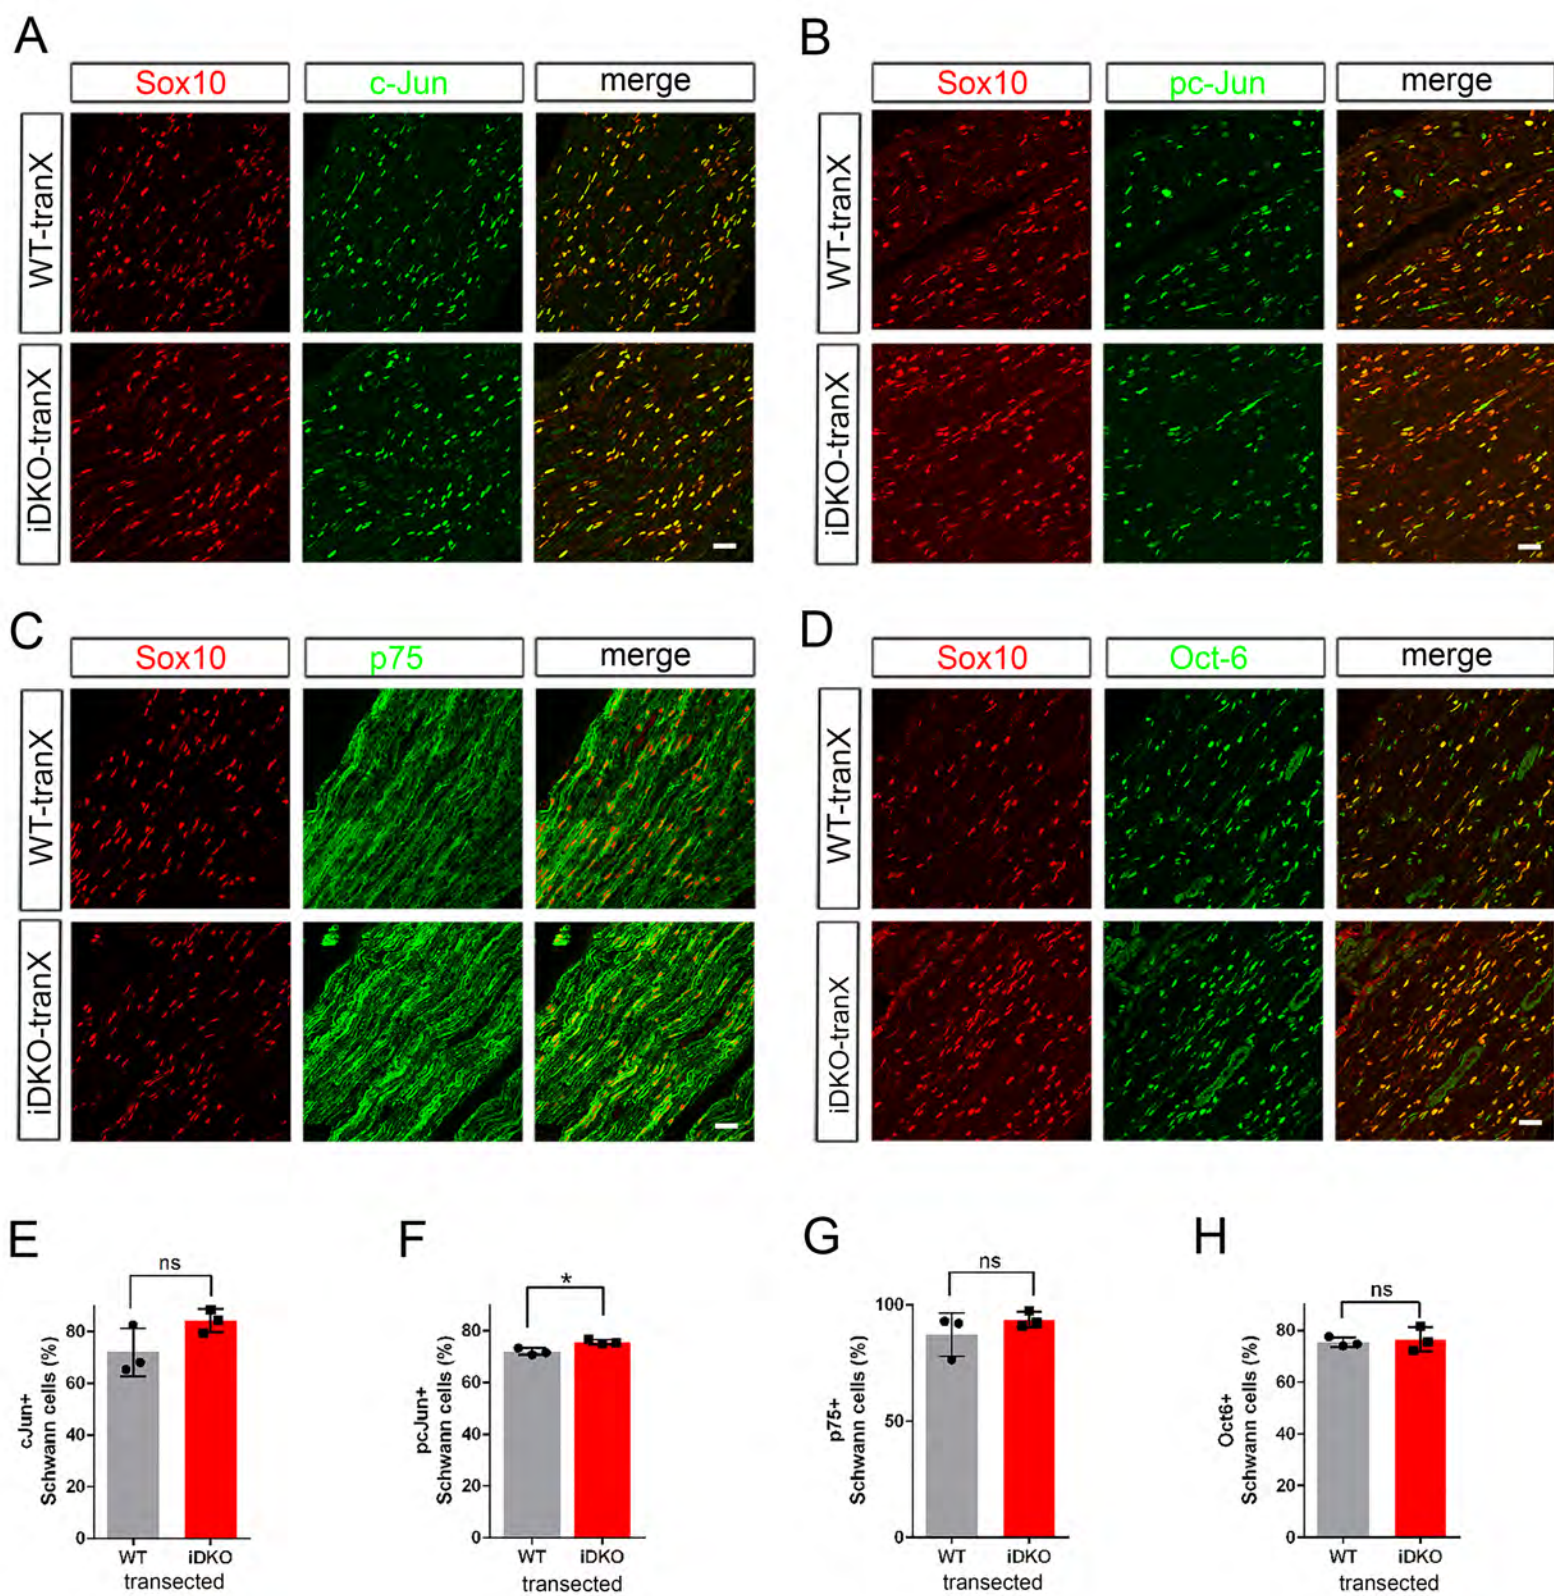 A
Sox10 c-Jun merge
WT-tranX
iDKO-tranX
B
Sox10 pc-Jun merge
WT-tranX
iDKO-tranX
C
Sox10 p75 merge
WT-tranX
iDKO-tranX
D
Sox10 Oct-6 merge
WT-tranX
iDKO-tranX
E
ns
cJun+
Schwann cells (%)
80
60
40
20
0
WT iDKO
transected
F
*
pcJun+
Schwann cells (%)
80
60
40
20
0
WT iDKO
transected
G
ns
p75+
Schwann cells (%)
100
50
0
WT iDKO
transected
H
ns
Oct6+
Schwann cells (%)
80
60
40
20
0
WT iDKO
transected